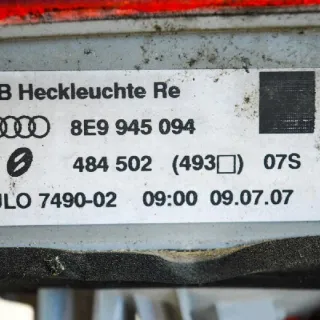 B Heckleuchte Re
8E9 945 094
484 502 (493□) 07S
ULO 7490-02 09:00 09.07.07